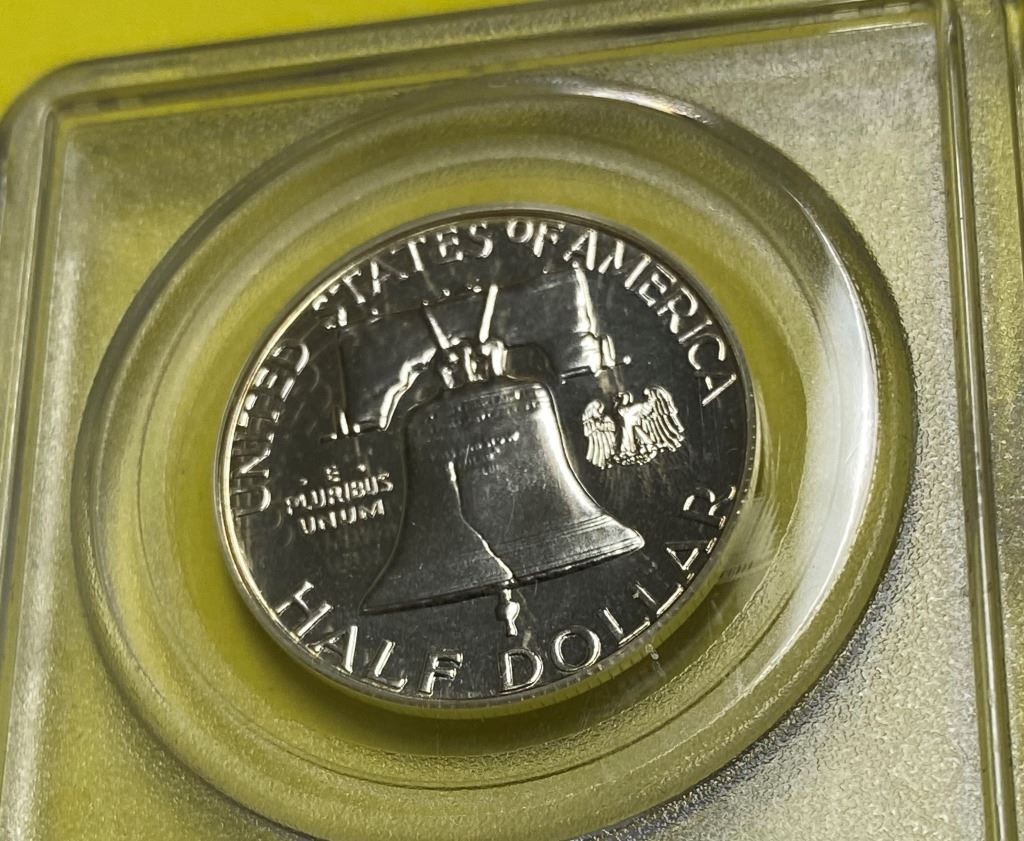 UNITED STATES OF AMERICA
E
PLURIBUS
UNUM
HALF DOLLAR